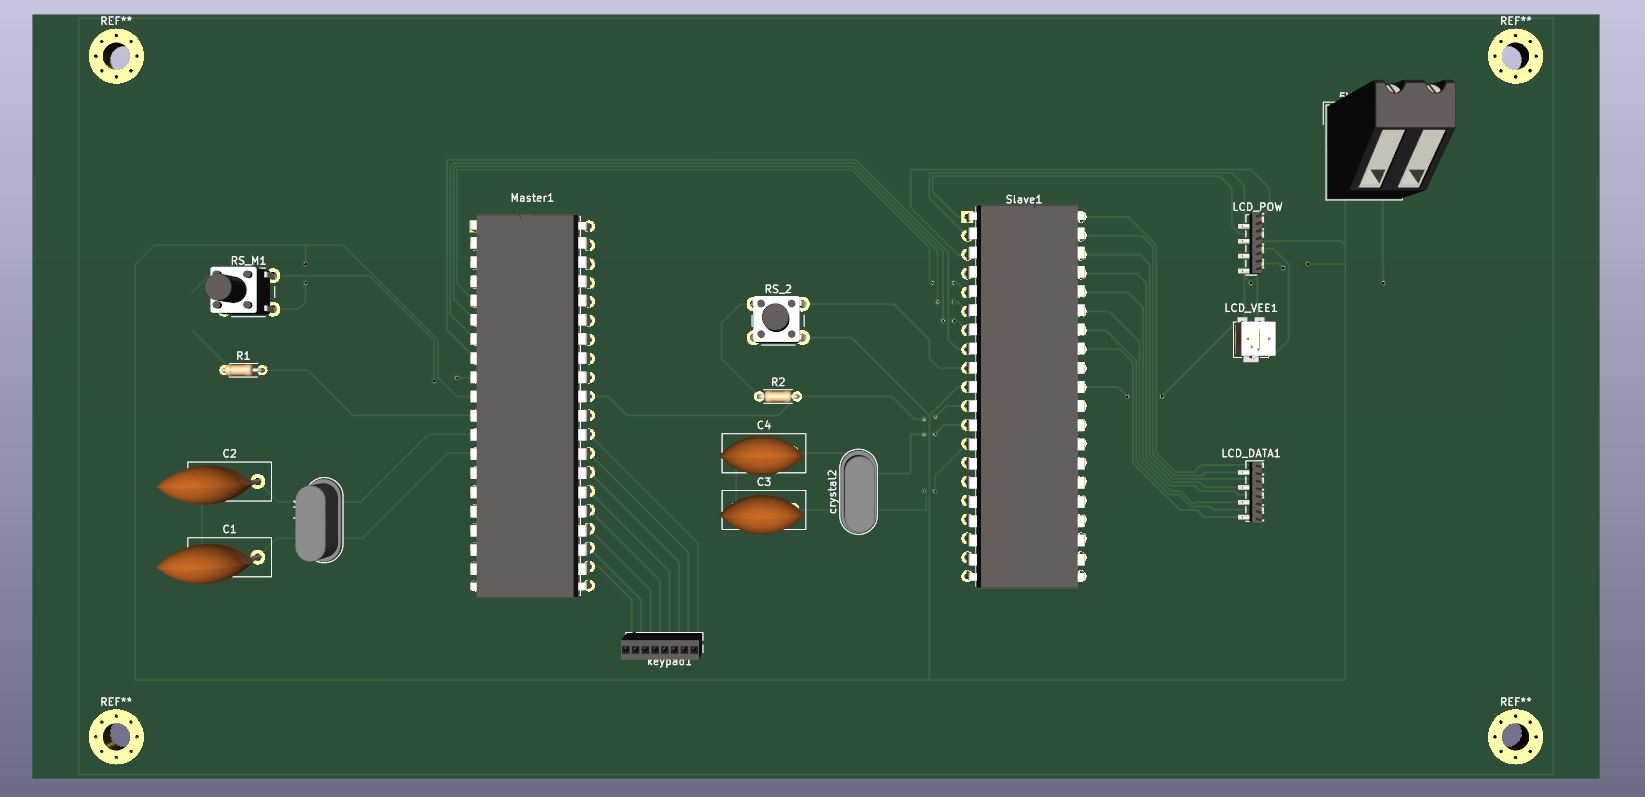 REF**
REF**
Master1
Slave1
LCD_POW
RS_M1
RS_2
LCD_VEE1
R1
R2
C4
C2
LCD_DATA1
crystal2
C3
C1
keypad1
REF**
REF**